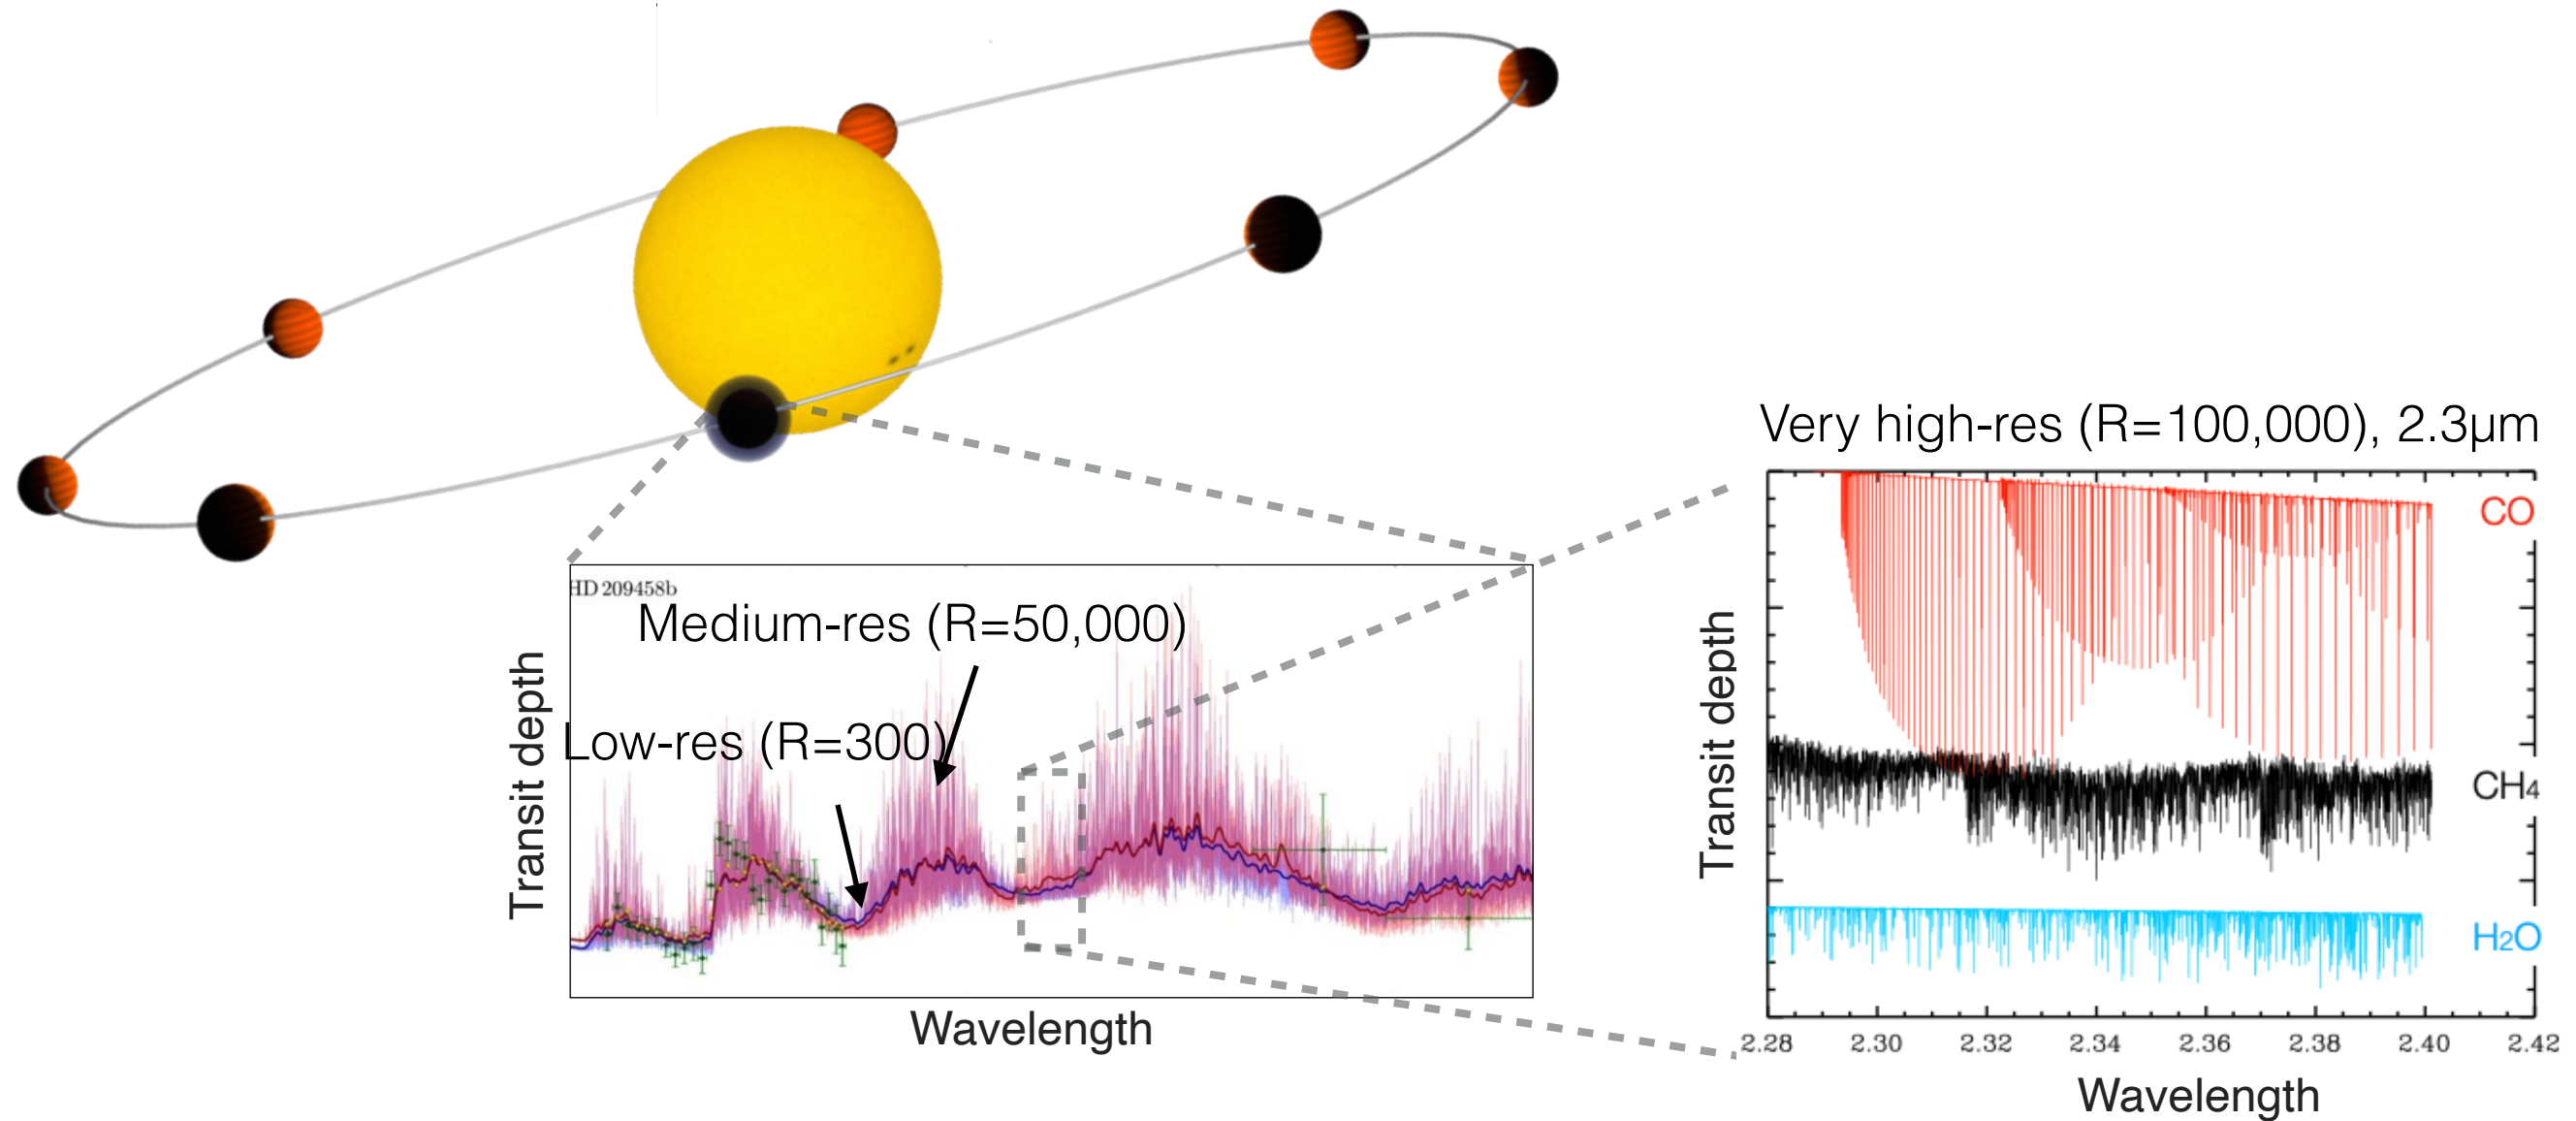 Very high-res (R=100,000), 2.3µm
CO
CH4
H2O
Transit depth
2.28 2.30 2.32 2.34 2.36 2.38 2.40 2.42
Wavelength
HD 209458b
Medium-res (R=50,000)
Low-res (R=300)
Transit depth
Wavelength